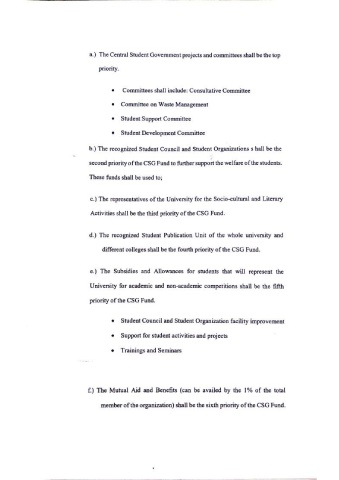 a.) The Central Student Government projects and committees shall be the top
priority.
• Committees shall include: Consultative Committee
• Committee on Waste Management
• Student Support Committee
• Student Development Committee
b.) The recognized Student Council and Student Organizations s hall be the
second priority of the CSG Fund to further support the welfare of the students.
These funds shall be used to;
c.) The representatives of the University for the Socio-cultural and Literary
Activities shall be the third priority of the CSG Fund.
d.) The recognized Student Publication Unit of the whole university and
different colleges shall be the fourth priority of the CSG Fund.
e.) The Subsidies and Allowances for students that will represent the
University for academic and non-academic competitions shall be the fifth
priority of the CSG Fund.
• Student Council and Student Organization facility improvement
• Support for student activities and projects
• Trainings and Seminars
f.) The Mutual Aid and Benefits (can be availed by the 1% of the total
member of the organization) shall be the sixth priority of the CSG Fund.